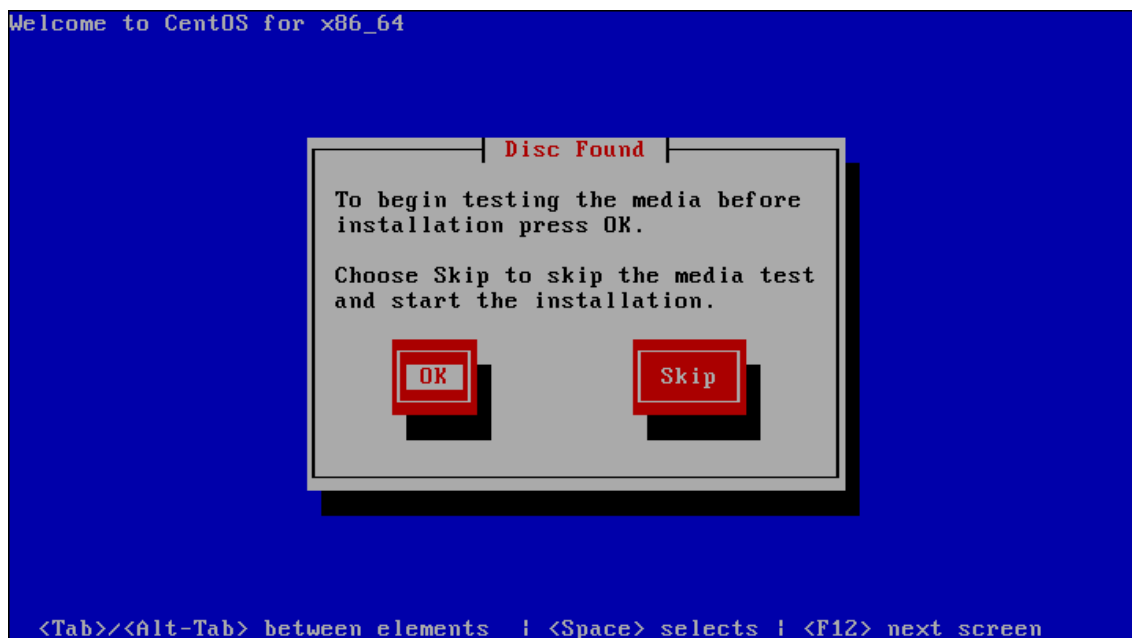 Welcome to CentOS for x86_64
Disc Found
To begin testing the media before
installation press OK.
Choose Skip to skip the media test
and start the installation.
OK Skip
<Tab>/<Alt-Tab> between elements | <Space> selects | <F12> next screen